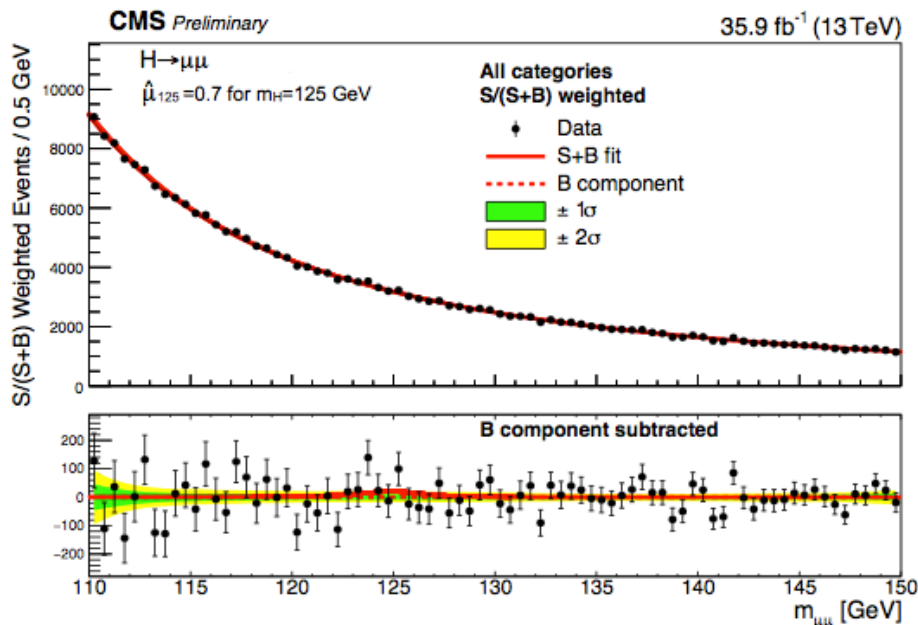 CMS Preliminary
35.9 fb⁻¹ (13 TeV)
S/(S+B) Weighted Events / 0.5 GeV
H→μμ
μ̂₁₂₅=0.7 for m_H=125 GeV
All categories
S/(S+B) weighted
Data
S+B fit
B component
± 1σ
± 2σ
10000
8000
6000
4000
2000
0
B component subtracted
200
100
0
−100
−200
110
115
120
125
130
135
140
145
150
m_μμ [GeV]